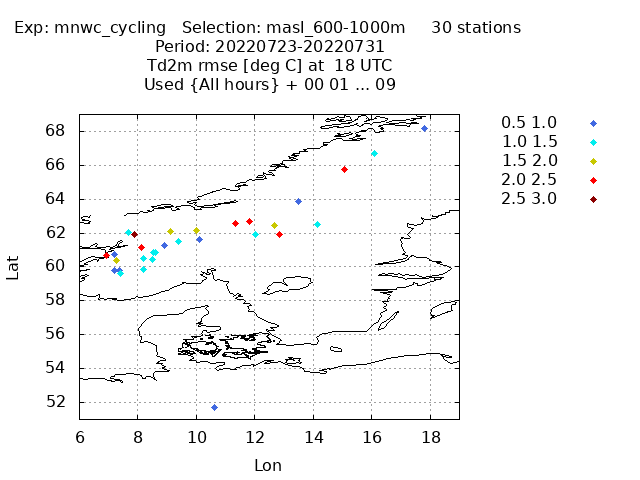 Exp: mnwc_cycling Selection: masl_600-1000m 30 stations
Period: 20220723-20220731
Td2m rmse [deg C] at 18 UTC
Used {All hours} + 00 01 ... 09
0.5 1.0
1.0 1.5
1.5 2.0
2.0 2.5
2.5 3.0
68
66
64
62
60
58
56
54
52
Lat
6 8 10 12 14 16 18
Lon